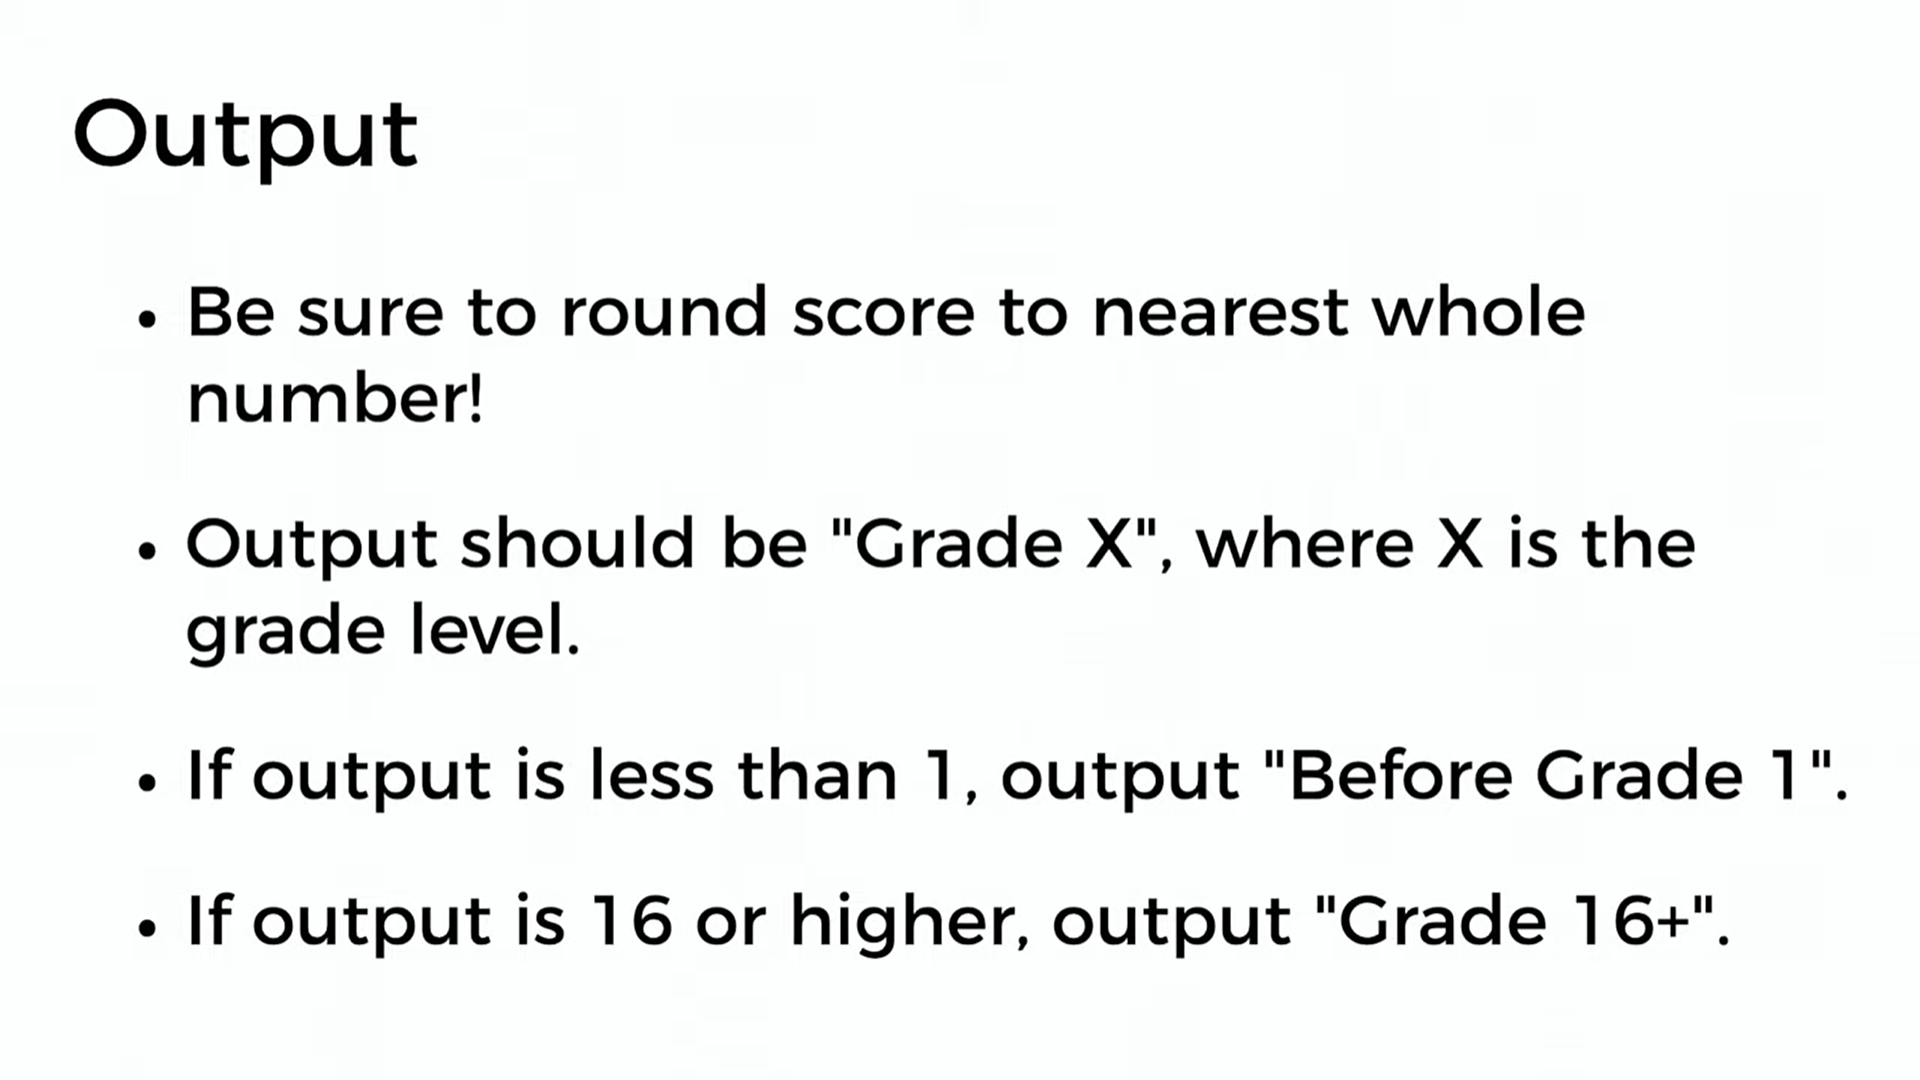 Output
• Be sure to round score to nearest whole
number!
• Output should be "Grade X", where X is the
grade level.
• If output is less than 1, output "Before Grade 1".
• If output is 16 or higher, output "Grade 16+".